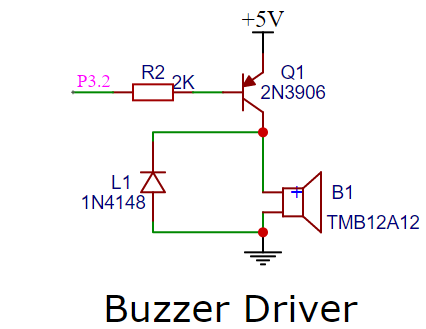 +5V
P3.2
R2
2K
Q1
2N3906
L1
1N4148
+
B1
TMB12A12
Buzzer Driver